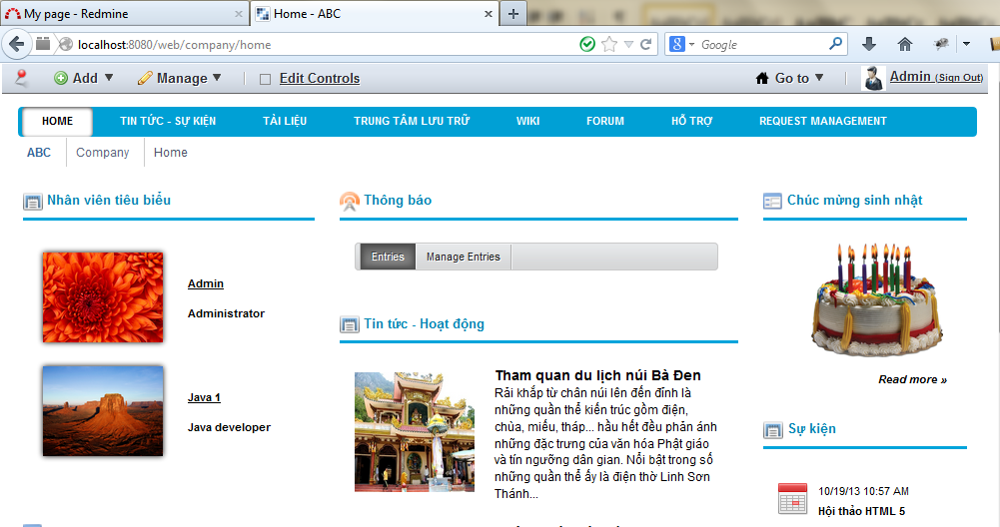 My page - Redmine
Home - ABC
localhost:8080/web/company/home
Google
Add
Manage
Edit Controls
Go to
Admin (Sign Out)
HOME
TIN TỨC - SỰ KIỆN
TÀI LIỆU
TRUNG TÂM LƯU TRỮ
WIKI
FORUM
HỖ TRỢ
REQUEST MANAGEMENT
ABC
Company
Home
Nhân viên tiêu biểu
Admin
Administrator
Java 1
Java developer
Thông báo
Entries
Manage Entries
Tin tức - Hoạt động
Tham quan du lịch núi Bà Đen
Rải khắp từ chân núi lên đến đỉnh là
những quần thể kiến trúc gồm điện,
chùa, miếu, tháp... hầu hết đều phản ánh
những đặc trưng của văn hóa Phật giáo
và tín ngưỡng dân gian. Nổi bật trong số
những quần thể ấy là điện thờ Linh Sơn
Thánh...
Chúc mừng sinh nhật
Read more »
Sự kiện
10/19/13 10:57 AM
Hội thảo HTML 5